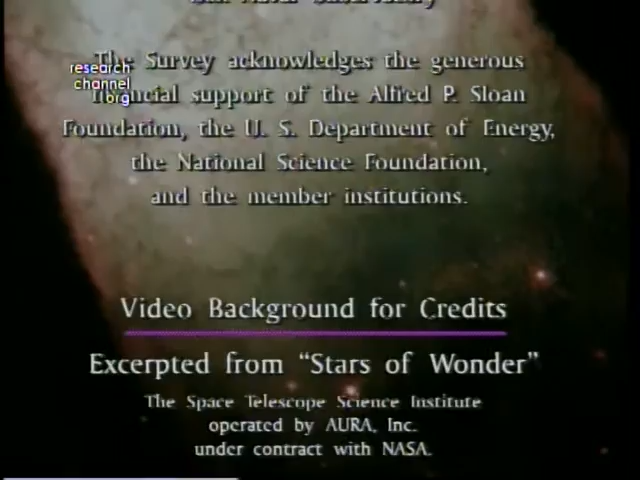 The Survey acknowledges the generous
financial support of the Alfred P. Sloan
Foundation, the U. S. Department of Energy,
the National Science Foundation,
and the member institutions.
research
channel
.org
Video Background for Credits
Excerpted from “Stars of Wonder”
The Space Telescope Science Institute
operated by AURA, Inc.
under contract with NASA.